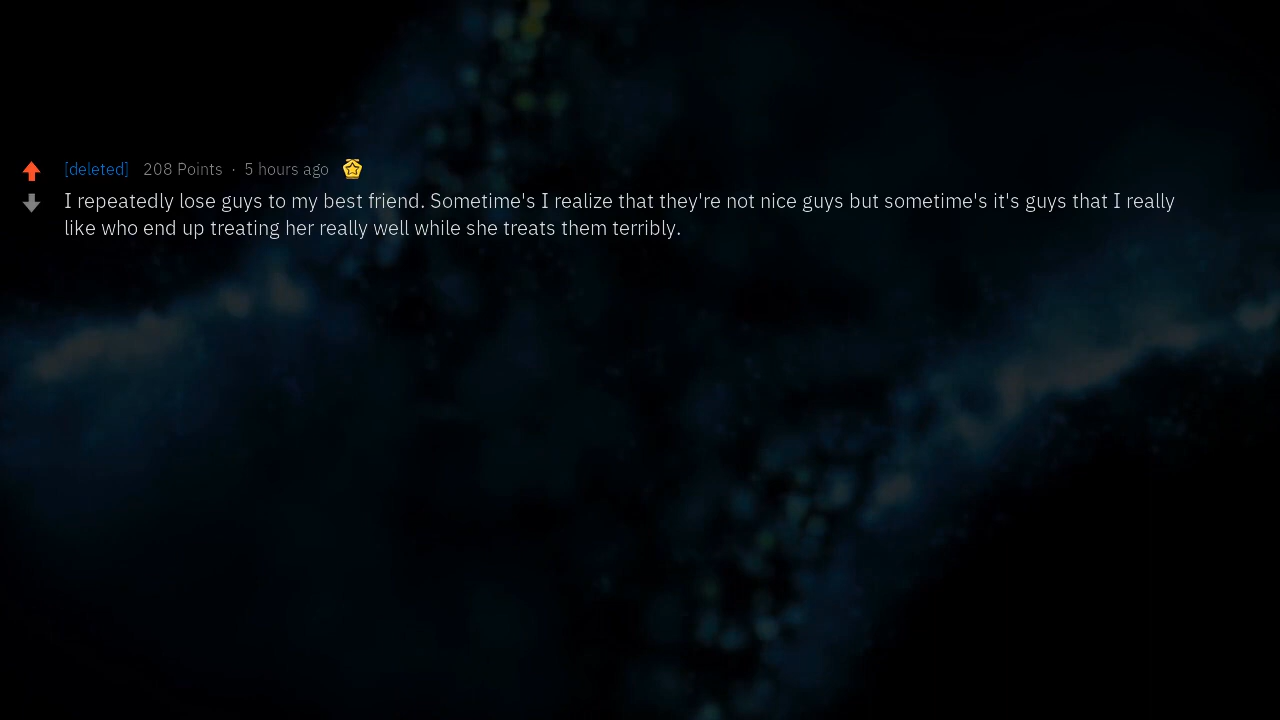 [deleted] 208 Points · 5 hours ago
I repeatedly lose guys to my best friend. Sometime's I realize that they're not nice guys but sometime's it's guys that I really
like who end up treating her really well while she treats them terribly.